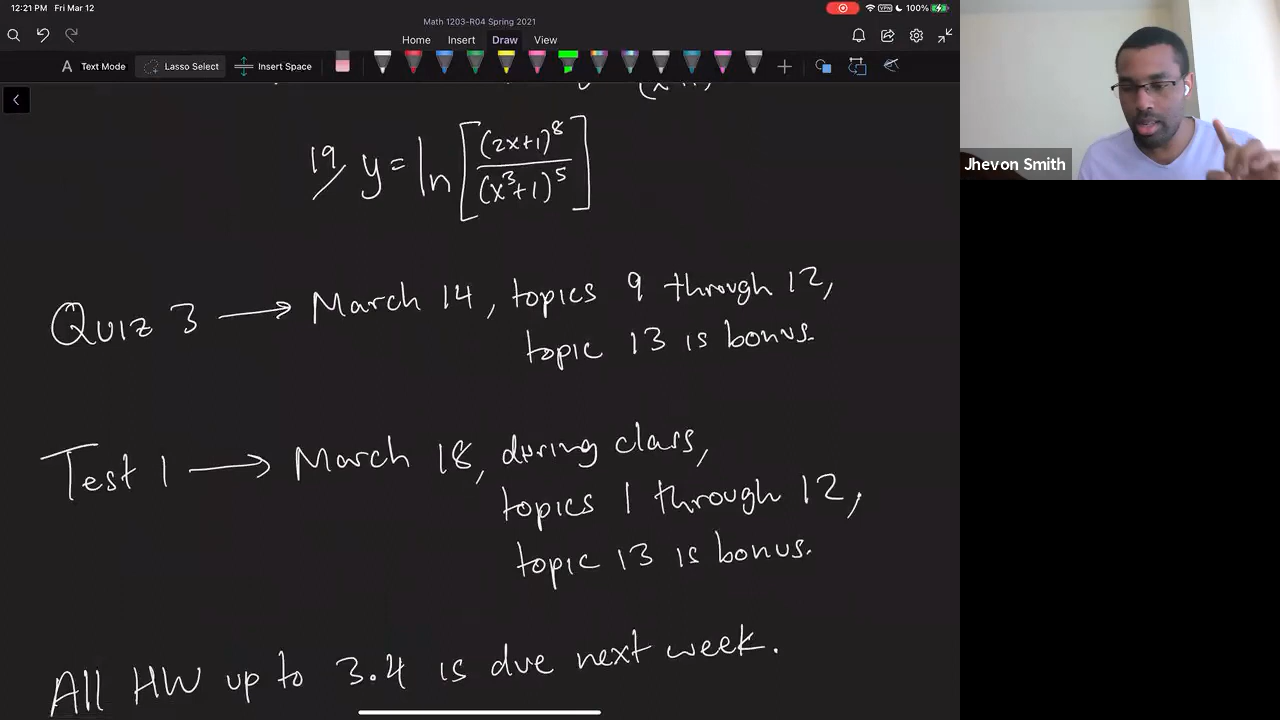 12:21 PM Fri Mar 12
100%
Math 1203-R04 Spring 2021
Home Insert Draw View
A Text Mode Lasso Select Insert Space
19/ y = ln [ (2x+1)^8 / (x^3+1)^5 ]
Quiz 3 → March 14, topics 9 through 12,
topic 13 is bonus.
Test 1 → March 18, during class,
topics 1 through 12,
topic 13 is bonus.
All HW up to 3.4 is due next week.
Jhevon Smith